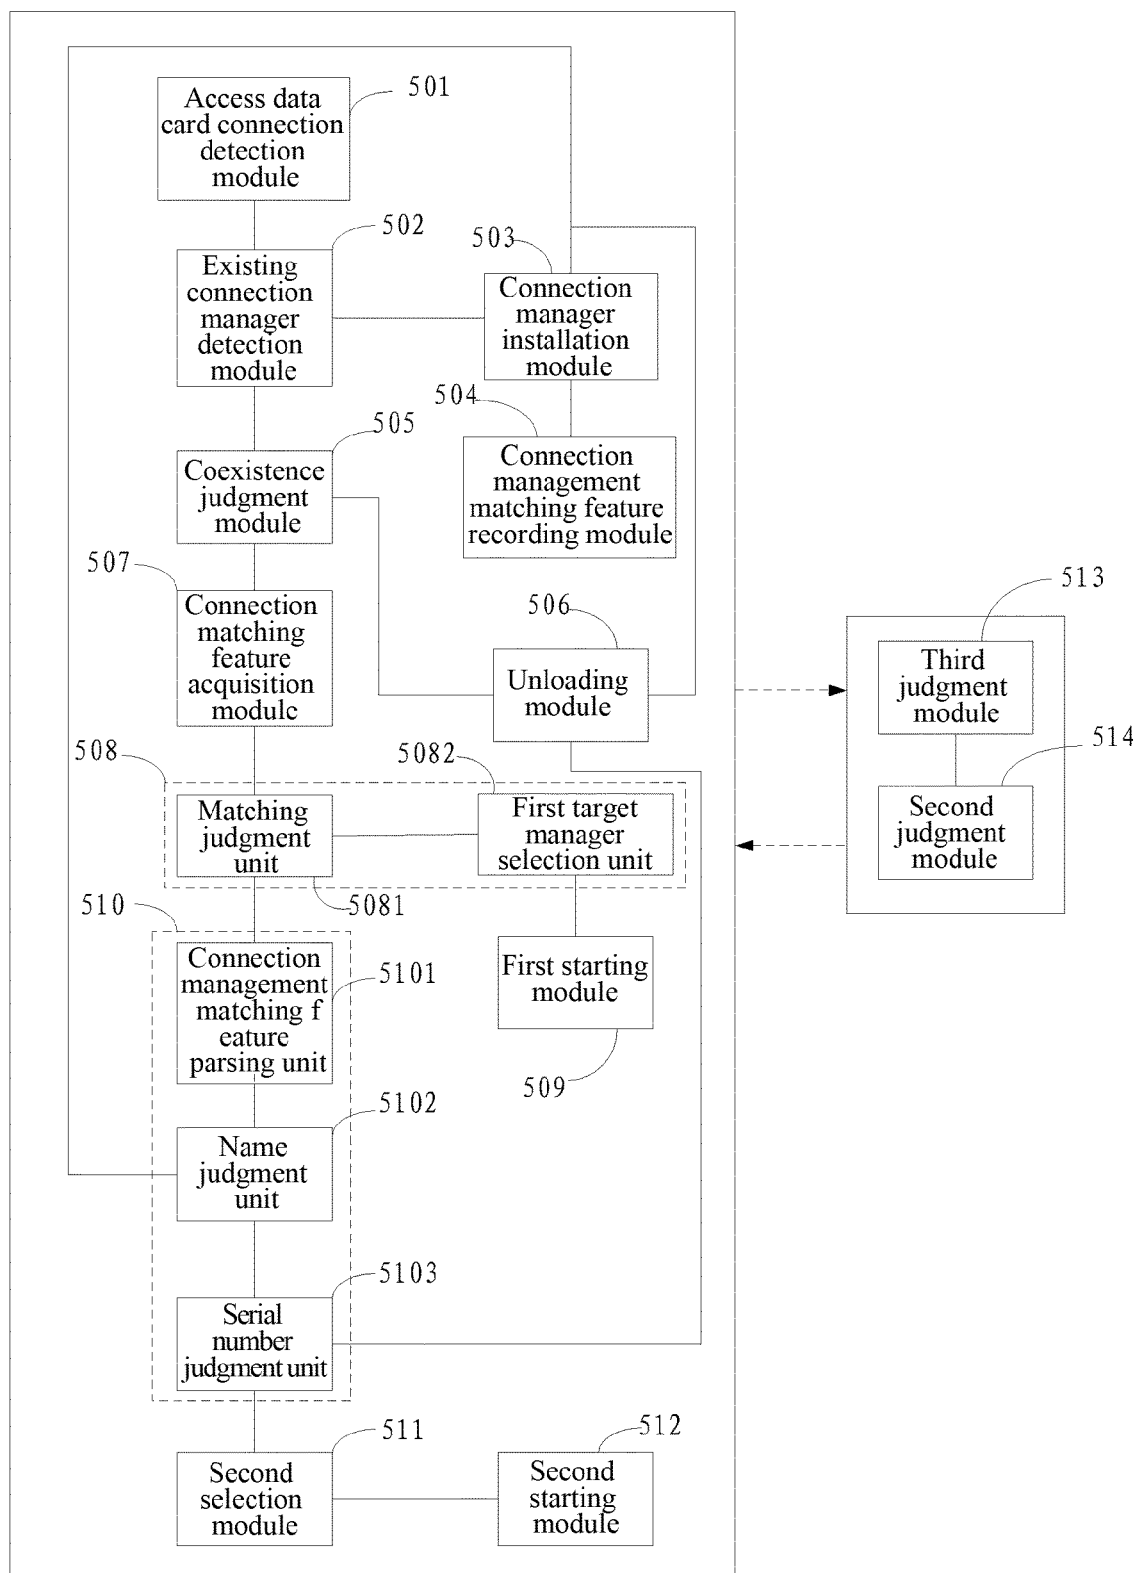 501
Access data
card connection
detection
module
502
Existing
connection
manager
detection
module
503
Connection
manager
installation
module
504
Connection
management
matching feature
recording module
505
Coexistence
judgment
module
507
Connection
matching
feature
acquisition
module
506
Unloading
module
513
Third
judgment
module
514
Second
judgment
module
508
5082
Matching
judgment
unit
First target
manager
selection unit
5081
510
Connection
management
matching f
eature
parsing unit
5101
First starting
module
509
5102
Name
judgment
unit
5103
Serial
number
judgment unit
511
Second
selection
module
512
Second
starting
module